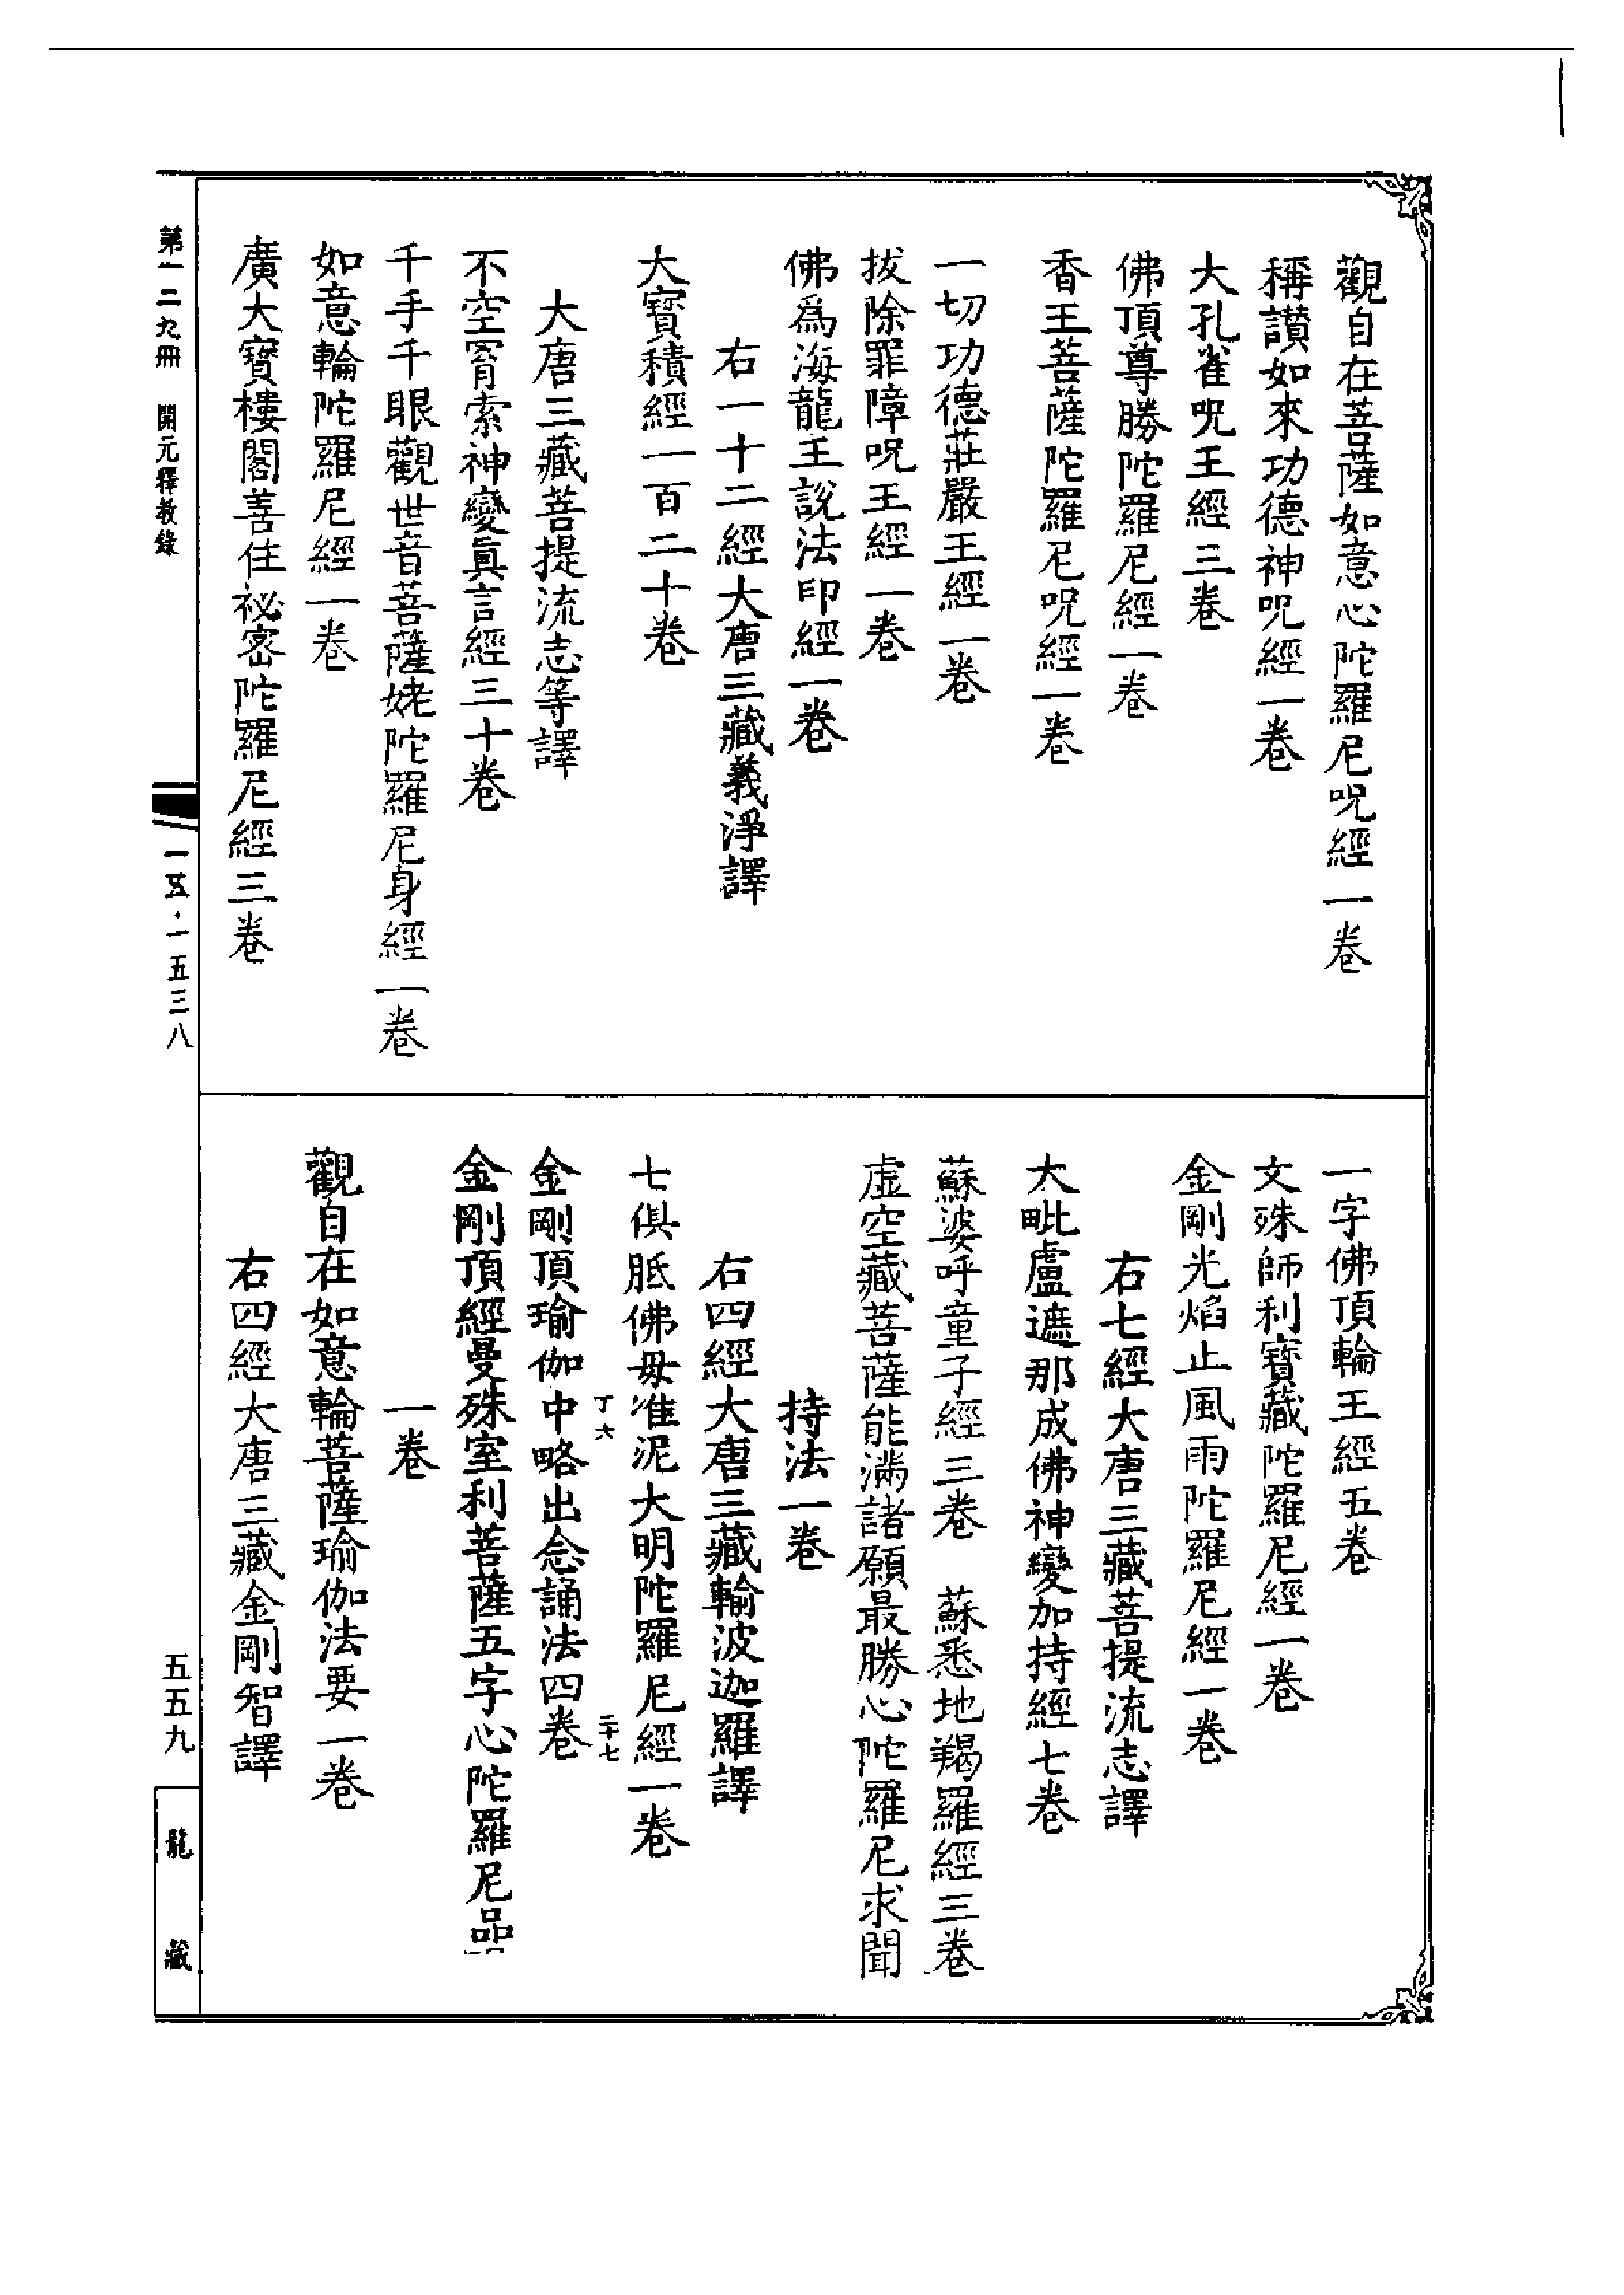 觀自在菩薩如意心陀羅尼呪經一卷
稱讃如來功德神呪經一卷
大孔雀呪王經三卷
佛頂尊勝陀羅尼經一卷
香王菩薩陀羅尼呪經一卷
一切功德莊嚴王經一卷
拔除罪障呪王經一卷
佛爲海龍王說法印經一卷
右一十二經大唐三藏義淨譯
大寶積經一百二十卷
大唐三藏菩提流志等譯
不空罥索神變眞言經三十卷
千手千眼觀世音菩薩姥陀羅尼身經一卷
如意輪陀羅尼經一卷
廣大寶樓閣善住祕密陀羅尼經三卷
一字佛頂輪王經五卷
文殊師利寶藏陀羅尼經一卷
金剛光焰止風雨陀羅尼經一卷
右七經大唐三藏菩提流志譯
大毗盧遮那成佛神變加持經七卷
蘇婆呼童子經三卷 蘇悉地羯羅經三卷
虛空藏菩薩能滿諸願最勝心陀羅尼求聞
持法一卷
右四經大唐三藏輸波迦羅譯
七俱胝佛母准泥大明陀羅尼經一卷
丁六 二十七
金剛頂瑜伽中略出念誦法四卷
金剛頂經曼殊室利菩薩五字心陀羅尼品
一卷
觀自在如意輪菩薩瑜伽法要一卷
右四經大唐三藏金剛智譯
第一二九冊 開元釋教錄
一五·一五三八
五五九
龍藏